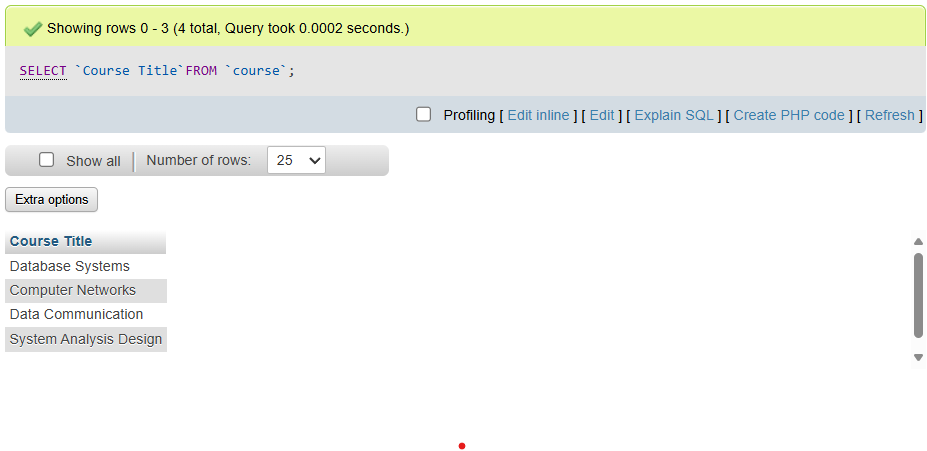 Showing rows 0 - 3 (4 total, Query took 0.0002 seconds.)
SELECT `Course Title`FROM `course`;
Profiling [ Edit inline ] [ Edit ] [ Explain SQL ] [ Create PHP code ] [ Refresh ]
Show all | Number of rows: 25
Extra options
Course Title
Database Systems
Computer Networks
Data Communication
System Analysis Design